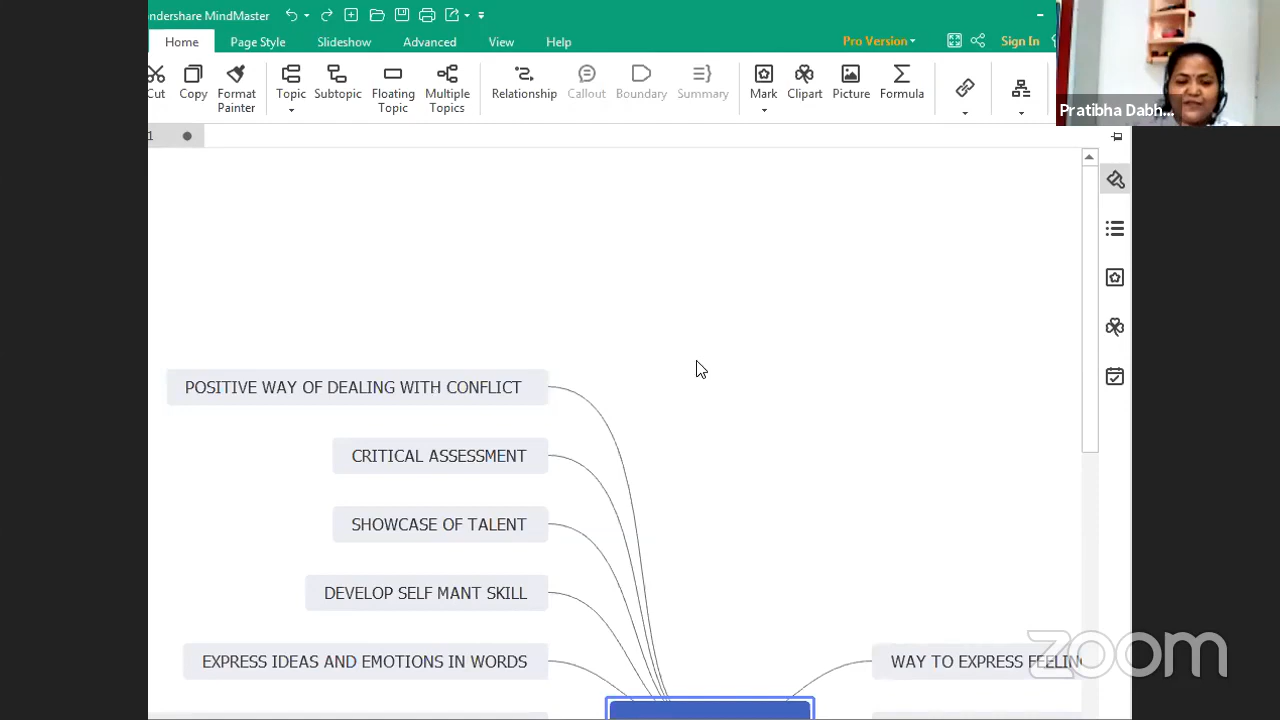 ndershare MindMaster
Home Page Style Slideshow Advanced View Help Pro Version Sign In
Cut Copy Format Painter Topic Subtopic Floating Topic Multiple Topics Relationship Callout Boundary Summary Mark Clipart Picture Formula
Pratibha Dabh...
1
POSITIVE WAY OF DEALING WITH CONFLICT
CRITICAL ASSESSMENT
SHOWCASE OF TALENT
DEVELOP SELF MANT SKILL
EXPRESS IDEAS AND EMOTIONS IN WORDS
WAY TO EXPRESS FEELIN
zoom